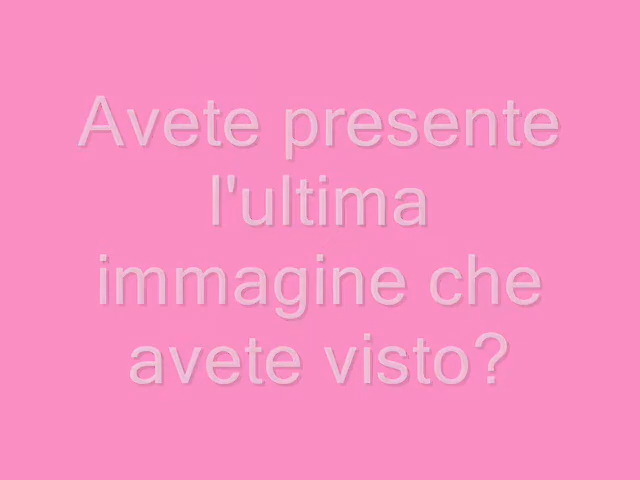 Avete presente
l'ultima
immagine che
avete visto?